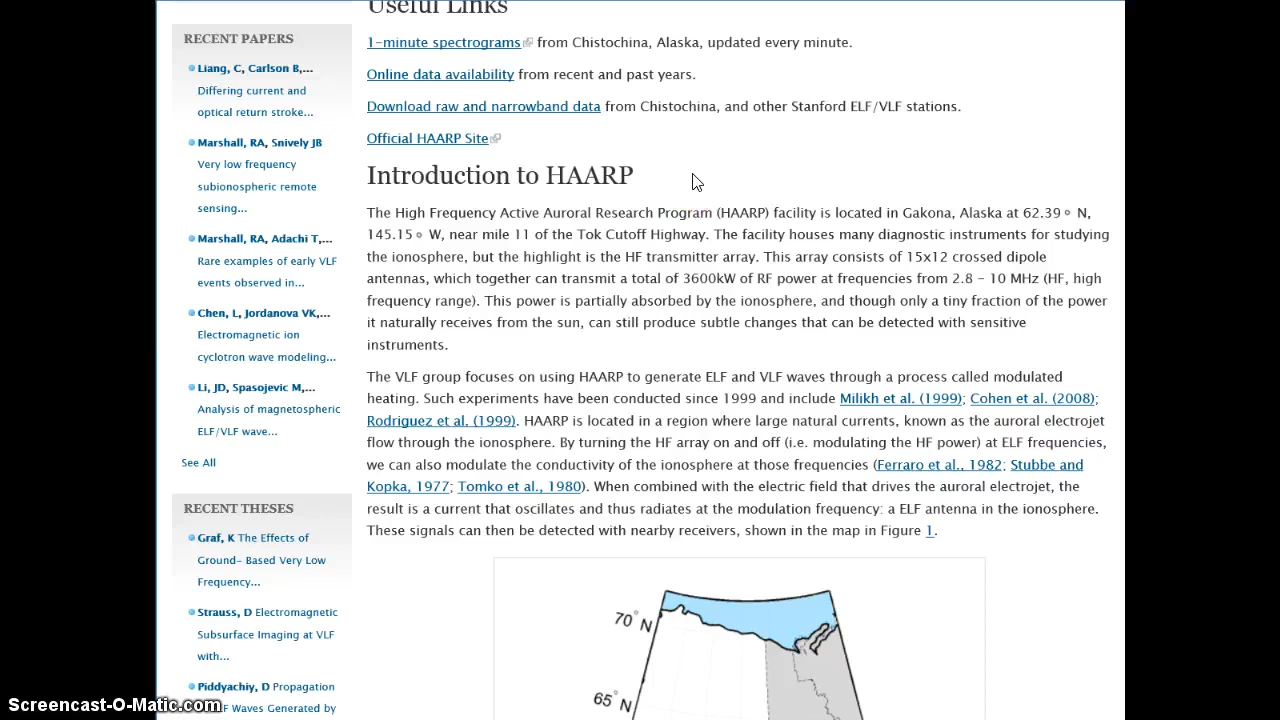 Useful Links
RECENT PAPERS
Liang, C, Carlson B,...
Differing current and
optical return stroke...
Marshall, RA, Snively JB
Very low frequency
subionospheric remote
sensing...
Marshall, RA, Adachi T,...
Rare examples of early VLF
events observed in...
Chen, L, Jordanova VK,...
Electromagnetic ion
cyclotron wave modeling...
Li, JD, Spasojevic M,...
Analysis of magnetospheric
ELF/VLF wave...
See All
RECENT THESES
Graf, K The Effects of
Ground- Based Very Low
Frequency...
Strauss, D Electromagnetic
Subsurface Imaging at VLF
with...
Piddyachiy, D Propagation
F Waves Generated by
1-minute spectrograms from Chistochina, Alaska, updated every minute.
Online data availability from recent and past years.
Download raw and narrowband data from Chistochina, and other Stanford ELF/VLF stations.
Official HAARP Site
Introduction to HAARP
The High Frequency Active Auroral Research Program (HAARP) facility is located in Gakona, Alaska at 62.39° N,
145.15° W, near mile 11 of the Tok Cutoff Highway. The facility houses many diagnostic instruments for studying
the ionosphere, but the highlight is the HF transmitter array. This array consists of 15x12 crossed dipole
antennas, which together can transmit a total of 3600kW of RF power at frequencies from 2.8 - 10 MHz (HF, high
frequency range). This power is partially absorbed by the ionosphere, and though only a tiny fraction of the power
it naturally receives from the sun, can still produce subtle changes that can be detected with sensitive
instruments.
The VLF group focuses on using HAARP to generate ELF and VLF waves through a process called modulated
heating. Such experiments have been conducted since 1999 and include Milikh et al. (1999); Cohen et al. (2008);
Rodriguez et al. (1999). HAARP is located in a region where large natural currents, known as the auroral electrojet
flow through the ionosphere. By turning the HF array on and off (i.e. modulating the HF power) at ELF frequencies,
we can also modulate the conductivity of the ionosphere at those frequencies (Ferraro et al., 1982; Stubbe and
Kopka, 1977; Tomko et al., 1980). When combined with the electric field that drives the auroral electrojet, the
result is a current that oscillates and thus radiates at the modulation frequency: a ELF antenna in the ionosphere.
These signals can then be detected with nearby receivers, shown in the map in Figure 1.
70°N
65°N
Screencast-O-Matic.com